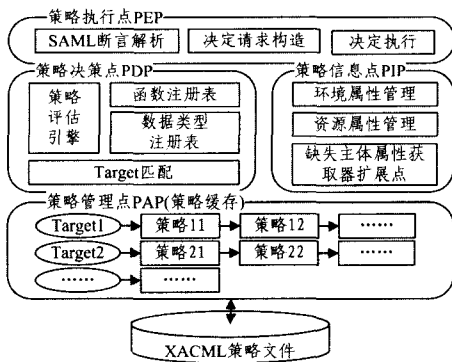 策略执行点PEP
SAML断言解析
决定请求构造
决定执行
策略决策点PDP
策略
评估
引擎
函数注册表
数据类型
注册表
Target匹配
策略信息点PIP
环境属性管理
资源属性管理
缺失主体属性获
取器扩展点
策略管理点PAP(策略缓存)
Target1
策略11
策略12
……
Target2
策略21
策略22
……
……
……
XACML策略文件